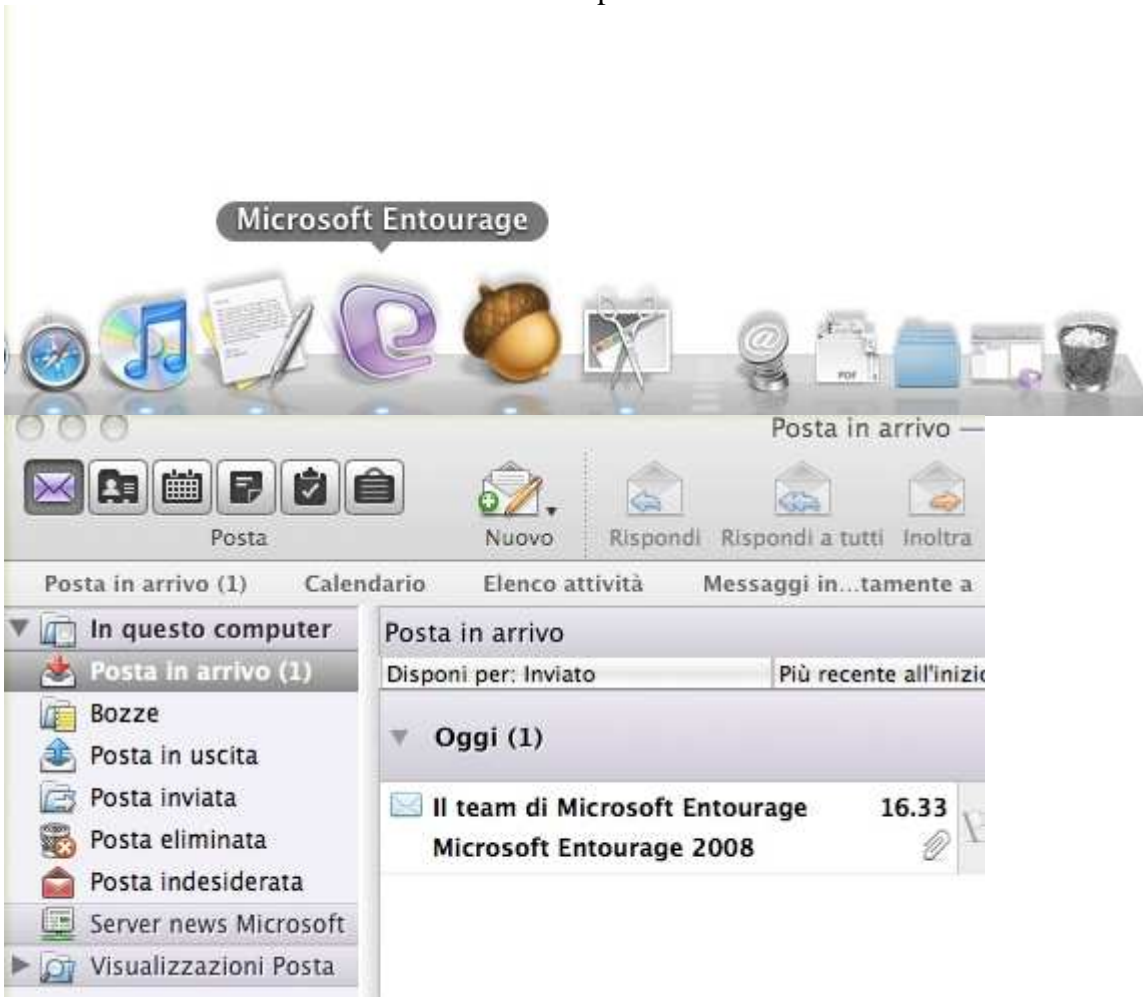 Microsoft Entourage
PDF
Posta in arrivo —
Posta
Nuovo
Rispondi
Rispondi a tutti
Inoltra
Posta in arrivo (1)
Calendario
Elenco attività
Messaggi in...tamente a
In questo computer
Posta in arrivo (1)
Bozze
Posta in uscita
Posta inviata
Posta eliminata
Posta indesiderata
Server news Microsoft
Visualizzazioni Posta
Posta in arrivo
Disponi per: Inviato
Più recente all'inizio
Oggi (1)
Il team di Microsoft Entourage 16.33
Microsoft Entourage 2008